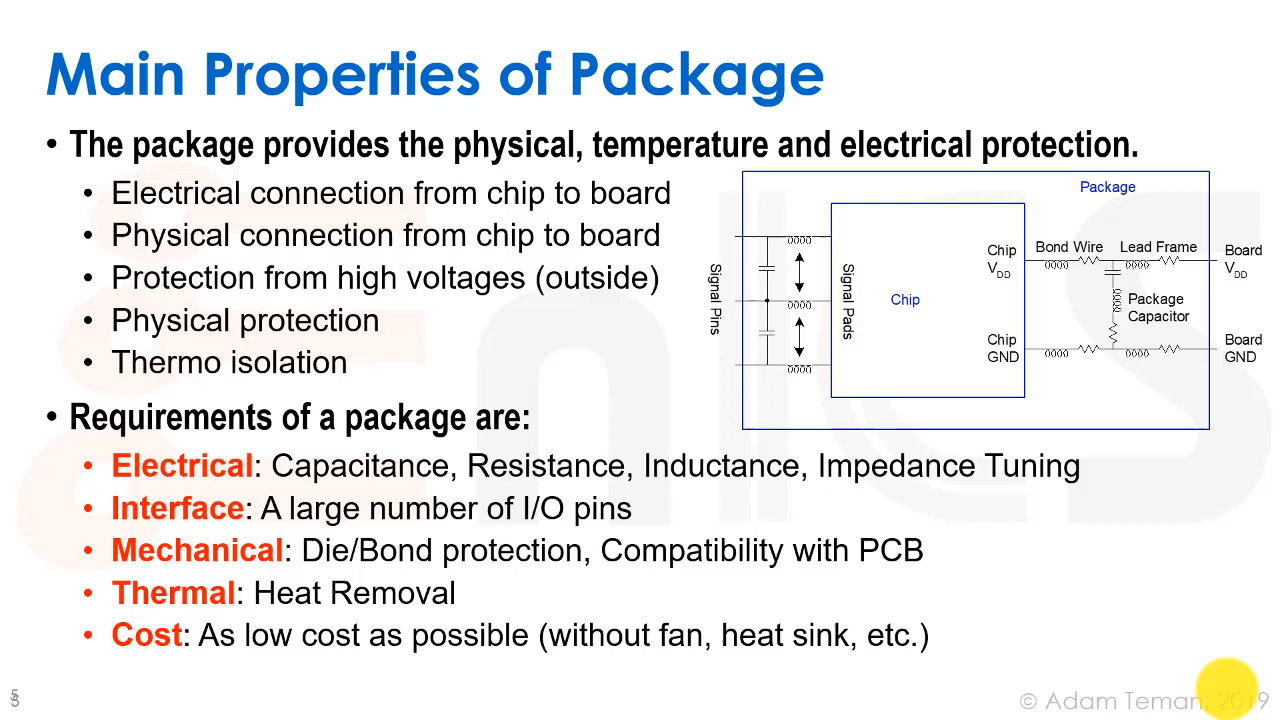 Main Properties of Package
• The package provides the physical, temperature and electrical protection.
• Electrical connection from chip to board
• Physical connection from chip to board
• Protection from high voltages (outside)
• Physical protection
• Thermo isolation
Package
Signal Pins
Signal Pads
Chip
Chip
VDD
Bond Wire
Lead Frame
Board
VDD
Package
Capacitor
Chip
GND
Board
GND
• Requirements of a package are:
• Electrical: Capacitance, Resistance, Inductance, Impedance Tuning
• Interface: A large number of I/O pins
• Mechanical: Die/Bond protection, Compatibility with PCB
• Thermal: Heat Removal
• Cost: As low cost as possible (without fan, heat sink, etc.)
© Adam Teman, 2019